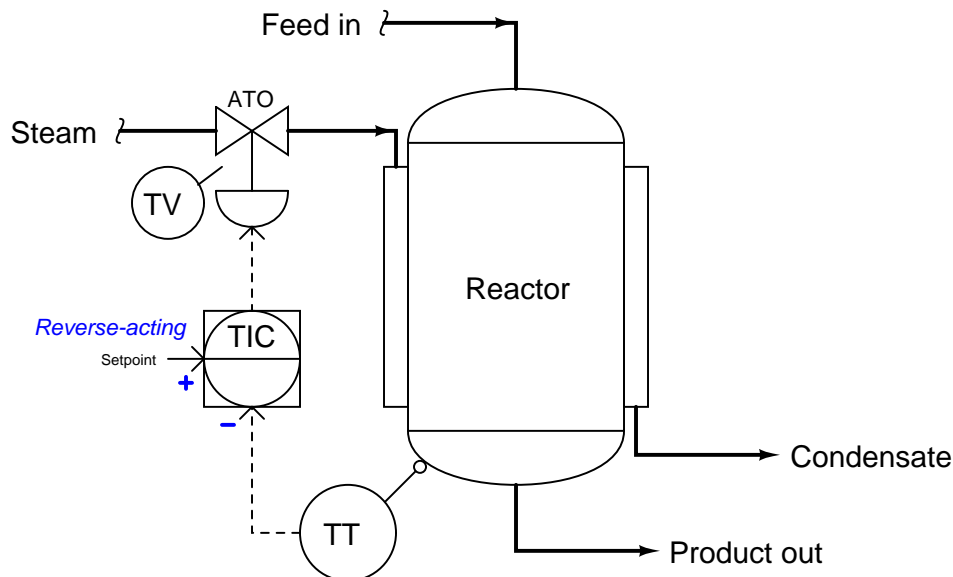 Feed in
ATO
Steam
TV
Reactor
Reverse-acting
TIC
Setpoint
+
-
Condensate
TT
Product out